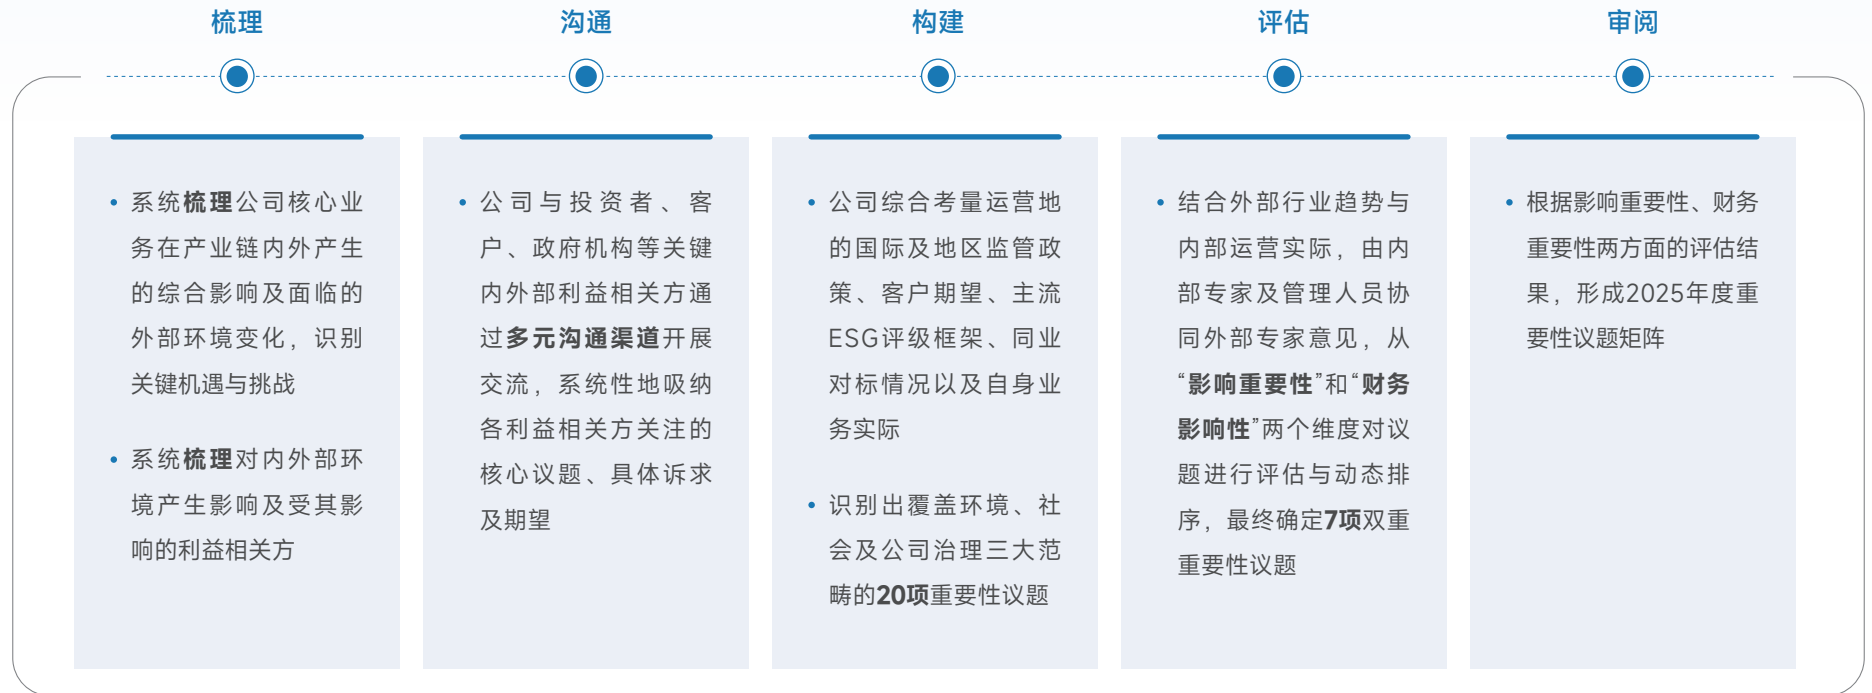 梳理
沟通
构建
评估
审阅
• 系统梳理公司核心业
务在产业链内外产生
的综合影响及面临的
外部环境变化，识别
关键机遇与挑战
• 系统梳理对内外部环
境产生影响及受其影
响的利益相关方
• 公司与投资者、客
户、政府机构等关键
内外部利益相关方通
过多元沟通渠道开展
交流，系统性地吸纳
各利益相关方关注的
核心议题、具体诉求
及期望
• 公司综合考量运营地
的国际及地区监管政
策、客户期望、主流
ESG评级框架、同业
对标情况以及自身业
务实际
• 识别出覆盖环境、社
会及公司治理三大范
畴的20项重要性议题
• 结合外部行业趋势与
内部运营实际，由内
部专家及管理人员协
同外部专家意见，从
“影响重要性”和“财务
影响性”两个维度对议
题进行评估与动态排
序，最终确定7项双重
重要性议题
• 根据影响重要性、财务
重要性两方面的评估结
果，形成2025年度重
要性议题矩阵